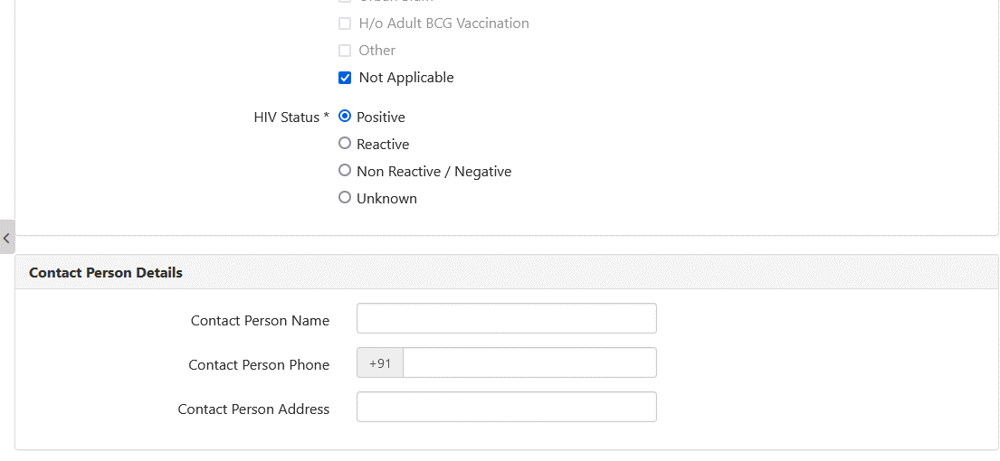 H/o Adult BCG Vaccination
Other
Not Applicable
HIV Status * Positive
Reactive
Non Reactive / Negative
Unknown
Contact Person Details
Contact Person Name
Contact Person Phone +91
Contact Person Address